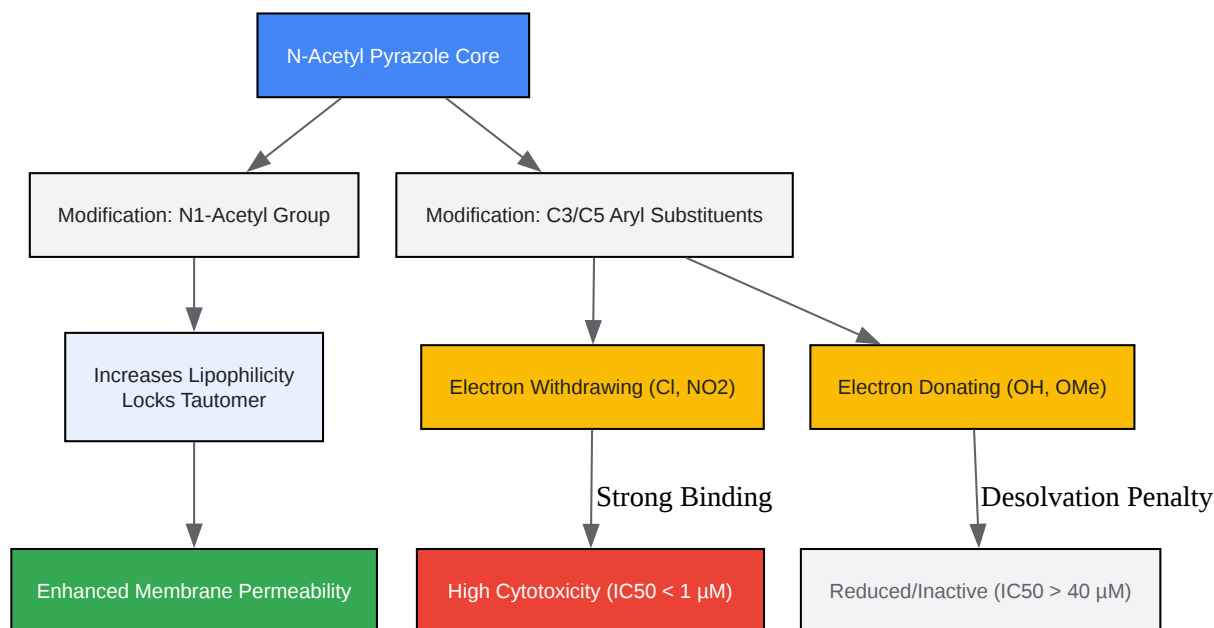 N-Acetyl Pyrazole Core
Modification: N1-Acetyl Group
Modification: C3/C5 Aryl Substituents
Increases Lipophilicity
Locks Tautomer
Electron Withdrawing (Cl, NO2)
Electron Donating (OH, OMe)
Strong Binding
Desolvation Penalty
Enhanced Membrane Permeability
High Cytotoxicity (IC50 < 1 µM)
Reduced/Inactive (IC50 > 40 µM)